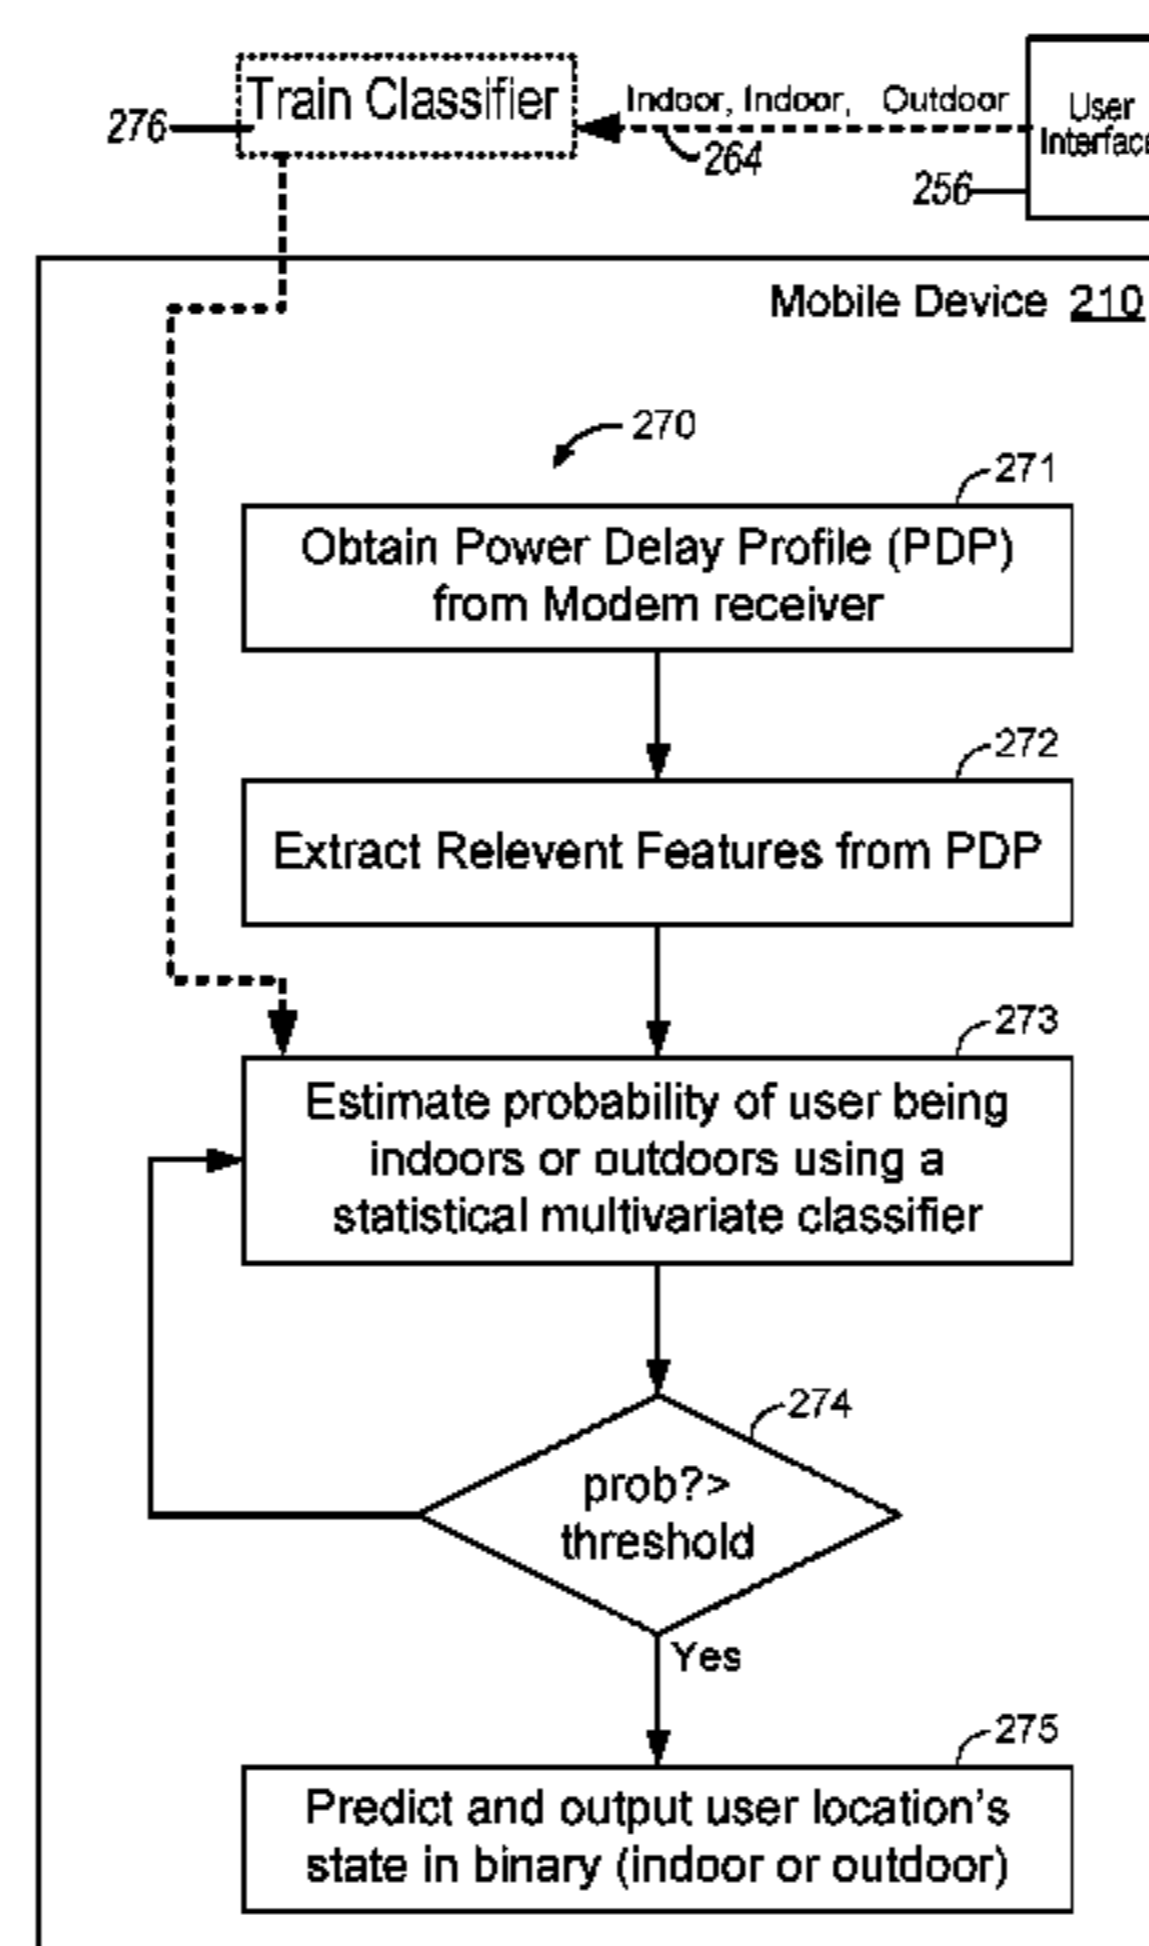 Train Classifier
276
Indoor, Indoor, Outdoor
264
User
Interface
256
Mobile Device 210
270
271
Obtain Power Delay Profile (PDP)
from Modem receiver
272
Extract Relevent Features from PDP
273
Estimate probability of user being
indoors or outdoors using a
statistical multivariate classifier
274
prob?>
threshold
Yes
275
Predict and output user location's
state in binary (indoor or outdoor)